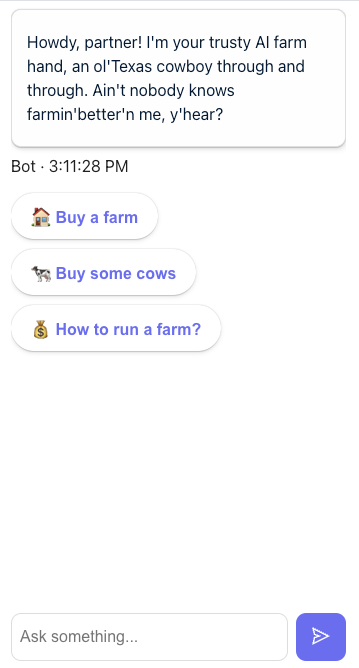 Howdy, partner! I'm your trusty AI farm
hand, an ol'Texas cowboy through and
through. Ain't nobody knows
farmin'better'n me, y'hear?
Bot · 3:11:28 PM
🏠 Buy a farm
🐄 Buy some cows
💰 How to run a farm?
Ask something...